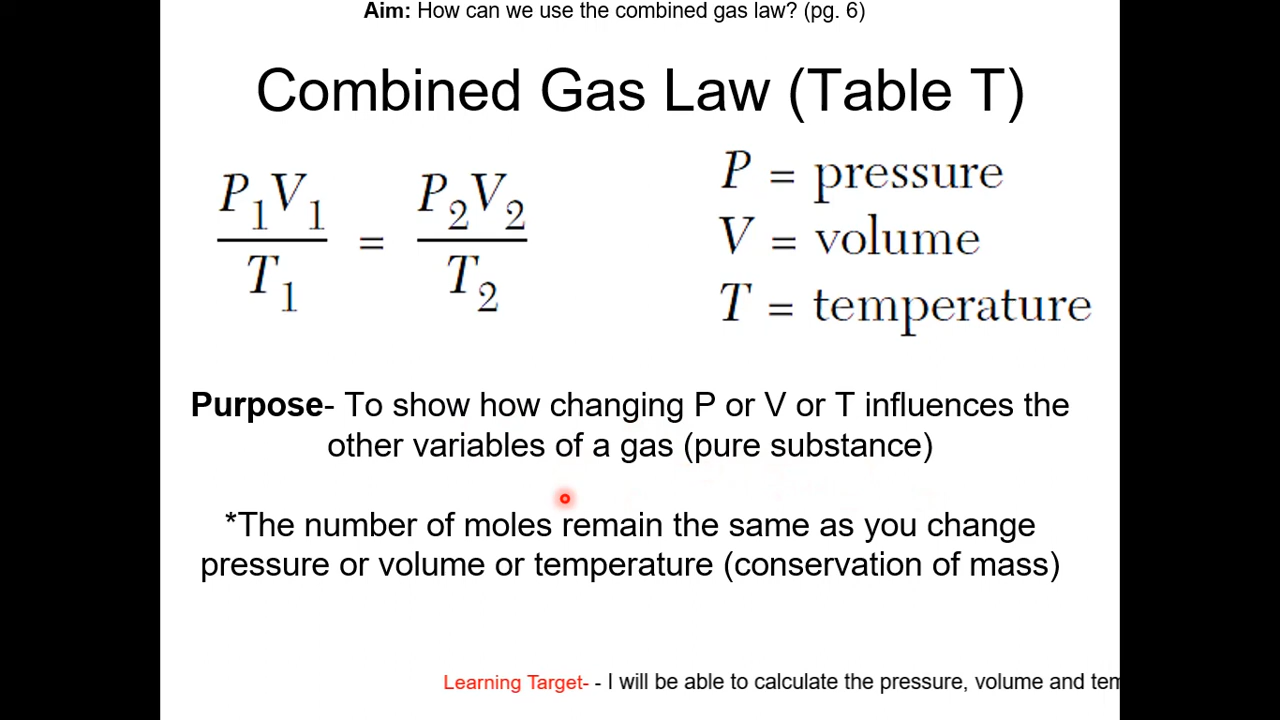 Aim: How can we use the combined gas law? (pg. 6)
Combined Gas Law (Table T)
P₁V₁ / T₁ = P₂V₂ / T₂
P = pressure
V = volume
T = temperature
Purpose- To show how changing P or V or T influences the
other variables of a gas (pure substance)
*The number of moles remain the same as you change
pressure or volume or temperature (conservation of mass)
Learning Target- - I will be able to calculate the pressure, volume and tem